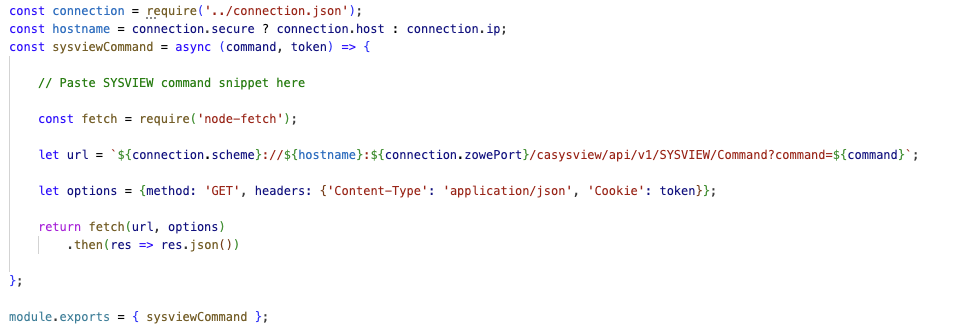 const connection = require('../connection.json');
const hostname = connection.secure ? connection.host : connection.ip;
const sysviewCommand = async (command, token) => {
// Paste SYSVIEW command snippet here
const fetch = require('node-fetch');
let url = `${connection.scheme}://${hostname}:${connection.zowePort}/casysview/api/v1/SYSVIEW/Command?command=${command}`;
let options = {method: 'GET', headers: {'Content-Type': 'application/json', 'Cookie': token}};
return fetch(url, options)
.then(res => res.json())
};
module.exports = { sysviewCommand };